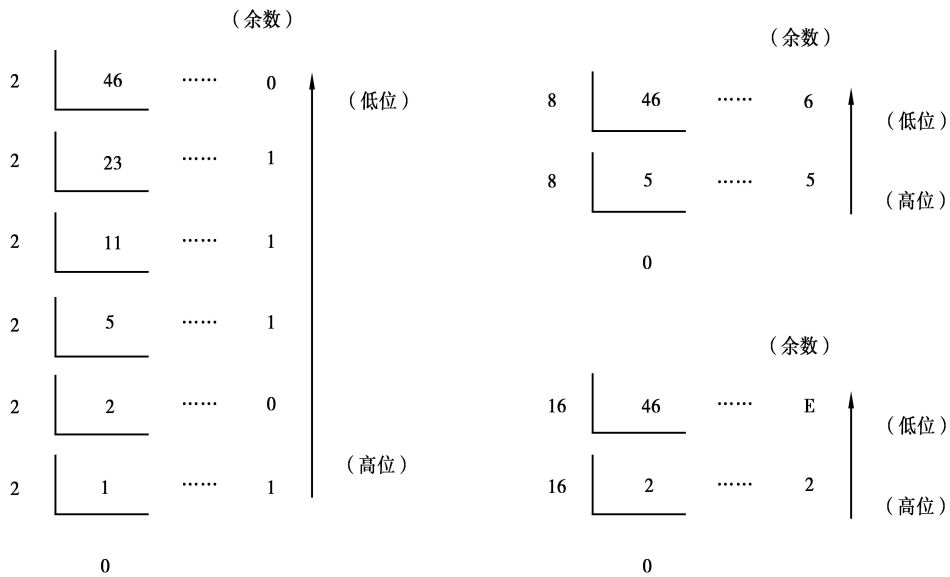 （余数）
2 46 …… 0 （低位）
2 23 …… 1
2 11 …… 1
2 5 …… 1
2 2 …… 0
2 1 …… 1 （高位）
0
（余数）
8 46 …… 6 （低位）
8 5 …… 5 （高位）
0
（余数）
16 46 …… E （低位）
16 2 …… 2 （高位）
0